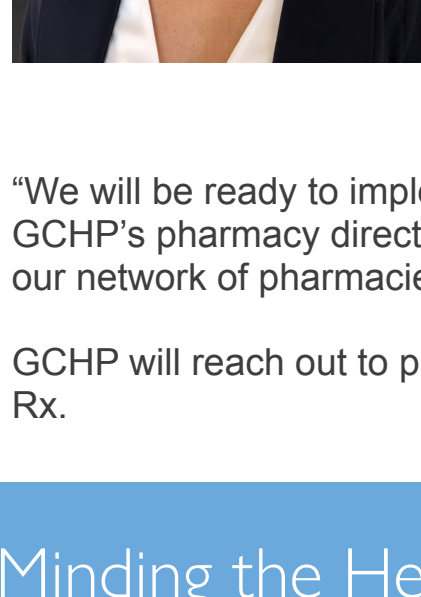 “We will be ready to imple
GCHP’s pharmacy direct
our network of pharmacie
GCHP will reach out to p
Rx.
Minding the He